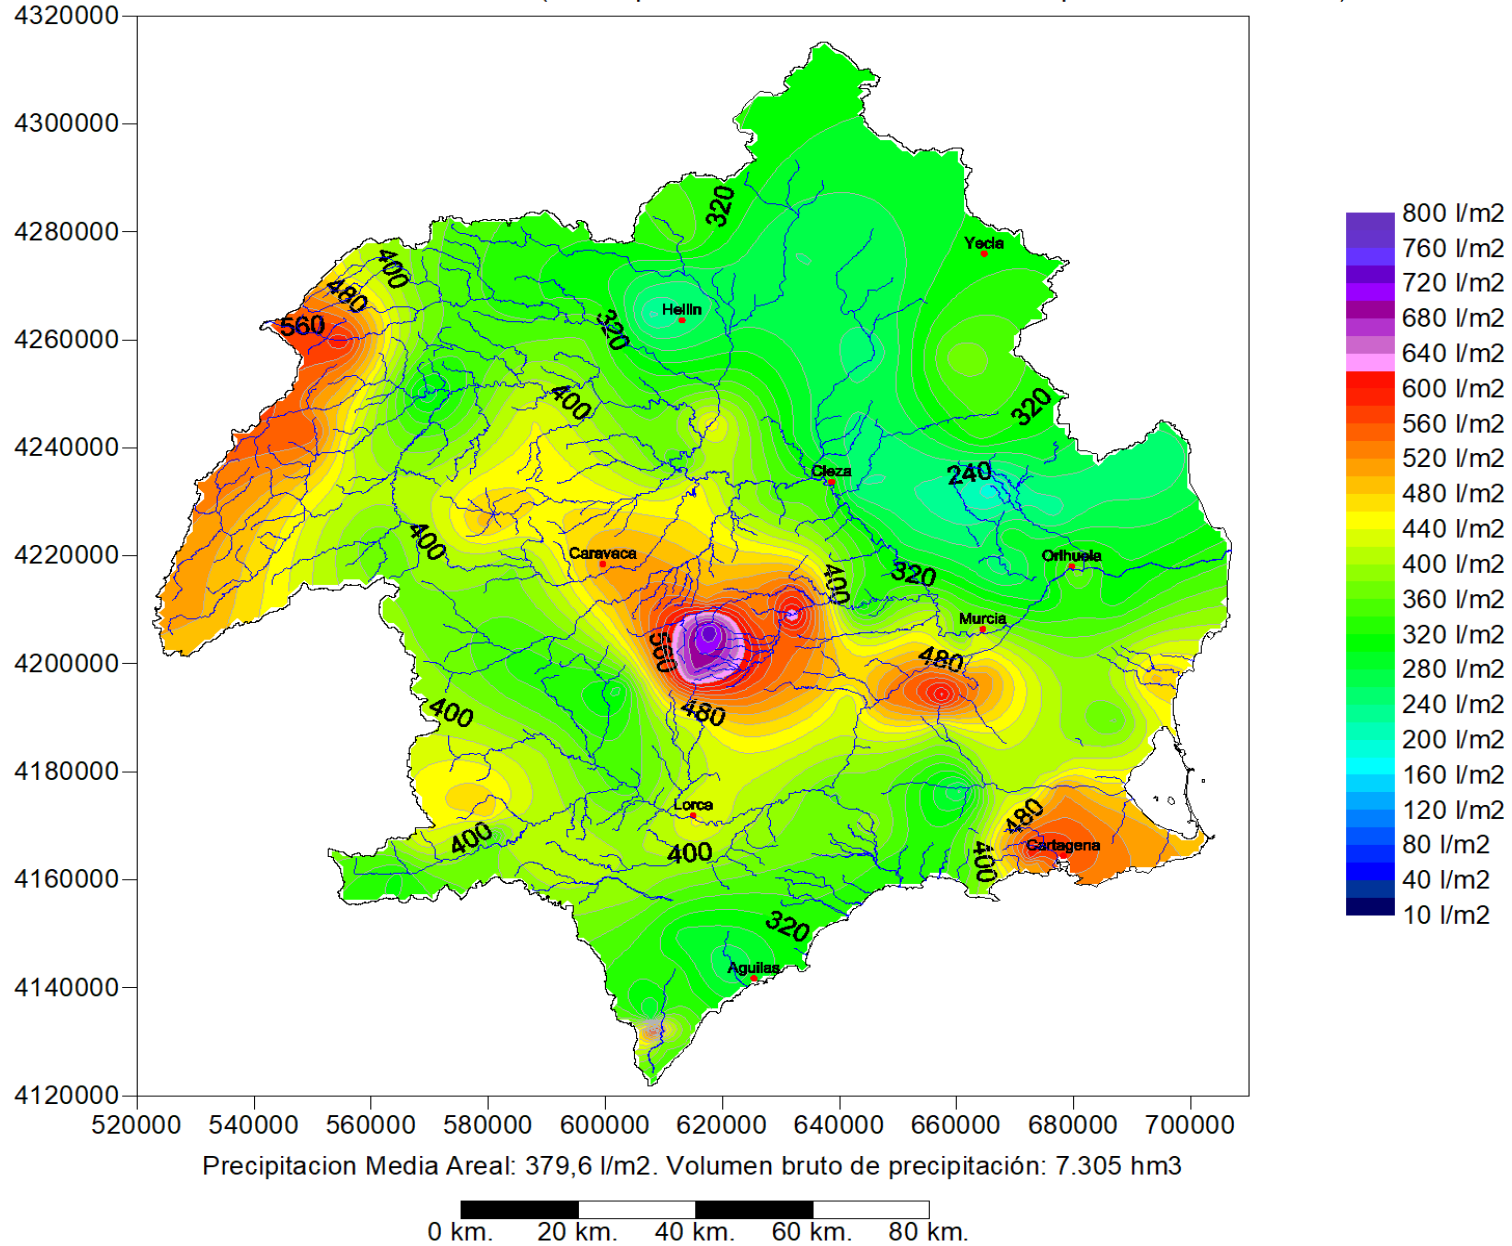 4320000
4300000
4280000
4260000
4240000
4220000
4200000
4180000
4160000
4140000
4120000
520000 540000 560000 580000 600000 620000 640000 660000 680000 700000
320
Yecla
400
480
560
Hellin
320
400
320
Cieza
240
400
Caravaca
Orihuela
400
320
Murcia
560
480
400
480
Lorca
480
400
400
Cartagena
400
320
Aguilas
800 l/m2
760 l/m2
720 l/m2
680 l/m2
640 l/m2
600 l/m2
560 l/m2
520 l/m2
480 l/m2
440 l/m2
400 l/m2
360 l/m2
320 l/m2
280 l/m2
240 l/m2
200 l/m2
160 l/m2
120 l/m2
80 l/m2
40 l/m2
10 l/m2
Precipitacion Media Areal: 379,6 l/m2. Volumen bruto de precipitación: 7.305 hm3
0 km. 20 km. 40 km. 60 km. 80 km.